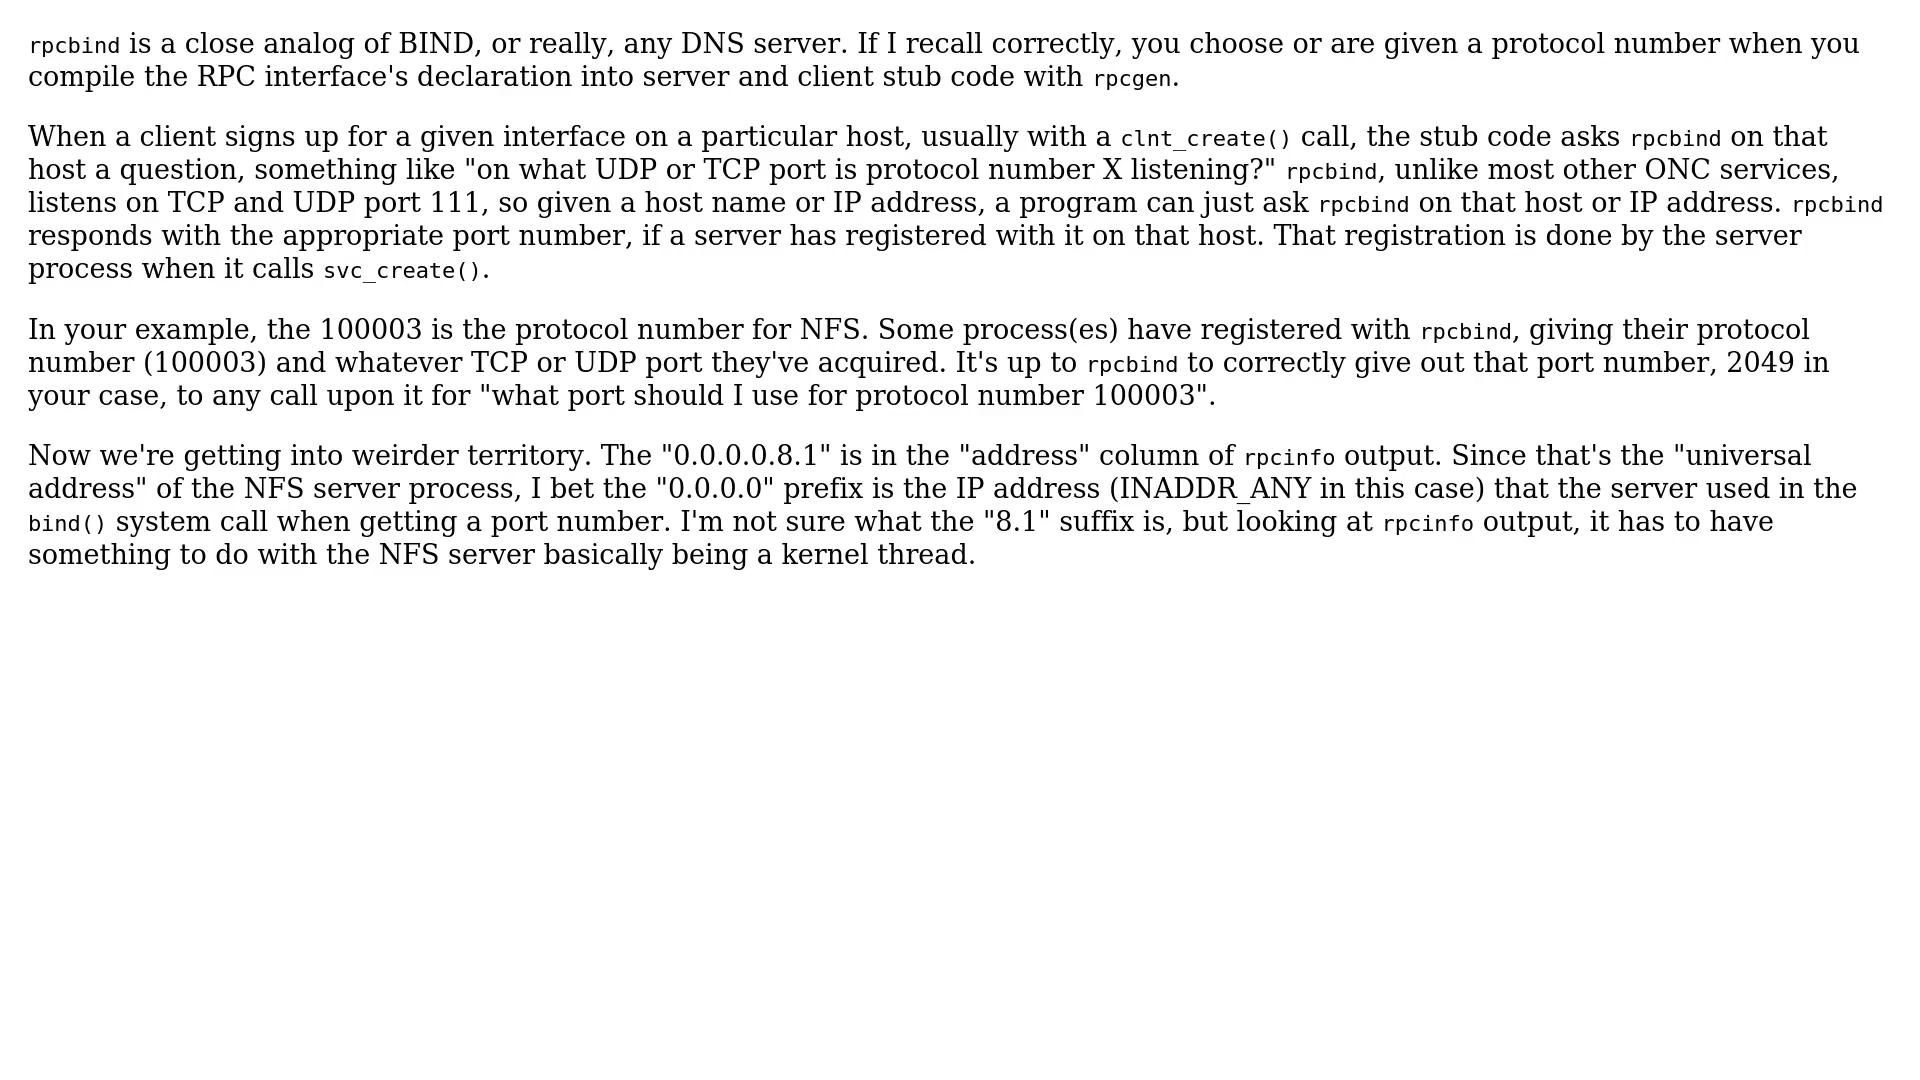 rpcbind is a close analog of BIND, or really, any DNS server. If I recall correctly, you choose or are given a protocol number when you
compile the RPC interface's declaration into server and client stub code with rpcgen.
When a client signs up for a given interface on a particular host, usually with a clnt_create() call, the stub code asks rpcbind on that
host a question, something like "on what UDP or TCP port is protocol number X listening?" rpcbind, unlike most other ONC services,
listens on TCP and UDP port 111, so given a host name or IP address, a program can just ask rpcbind on that host or IP address. rpcbind
responds with the appropriate port number, if a server has registered with it on that host. That registration is done by the server
process when it calls svc_create().
In your example, the 100003 is the protocol number for NFS. Some process(es) have registered with rpcbind, giving their protocol
number (100003) and whatever TCP or UDP port they've acquired. It's up to rpcbind to correctly give out that port number, 2049 in
your case, to any call upon it for "what port should I use for protocol number 100003".
Now we're getting into weirder territory. The "0.0.0.0.8.1" is in the "address" column of rpcinfo output. Since that's the "universal
address" of the NFS server process, I bet the "0.0.0.0" prefix is the IP address (INADDR_ANY in this case) that the server used in the
bind() system call when getting a port number. I'm not sure what the "8.1" suffix is, but looking at rpcinfo output, it has to have
something to do with the NFS server basically being a kernel thread.